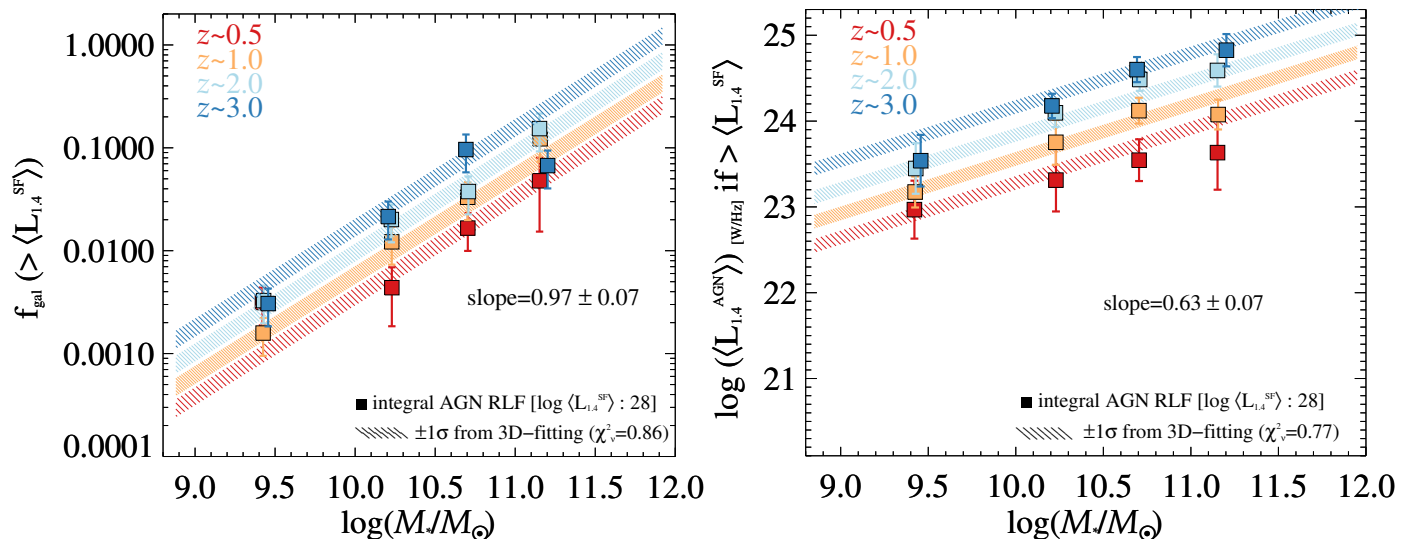 z~0.5
z~1.0
z~2.0
z~3.0
1.0000
0.1000
0.0100
0.0010
0.0001
f_gal (> ⟨L_1.4^SF⟩)
slope=0.97 ± 0.07
■ integral AGN RLF [log ⟨L_1.4^SF⟩ : 28]
±1σ from 3D−fitting (χ²_ν=0.86)
9.0 9.5 10.0 10.5 11.0 11.5 12.0
log(M_*/M_⊙)
z~0.5
z~1.0
z~2.0
z~3.0
25
24
23
22
21
log (⟨L_1.4^AGN⟩) [W/Hz] if > ⟨L_1.4^SF⟩
slope=0.63 ± 0.07
■ integral AGN RLF [log ⟨L_1.4^SF⟩ : 28]
±1σ from 3D−fitting (χ²_ν=0.77)
9.0 9.5 10.0 10.5 11.0 11.5 12.0
log(M_*/M_⊙)